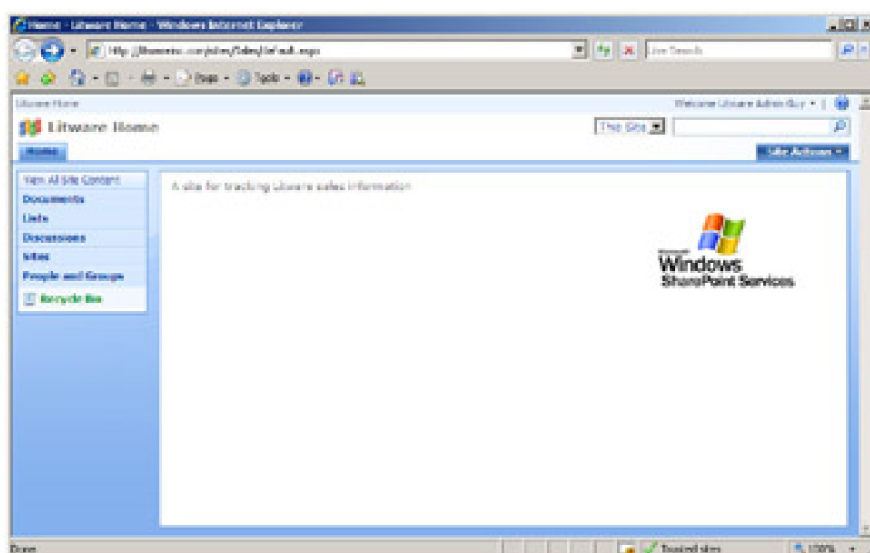 Home - Litware Home - Windows Internet Explorer
Live Search
Page Tools
Litware Home
Welcome Litware Admin Guy
Litware Home
This Site
Home
Site Actions
View All Site Content
Documents
Lists
Discussions
Sites
People and Groups
Recycle Bin
A site for tracking Litware sales information
Microsoft
Windows
SharePoint Services
Done
Trusted sites
100%